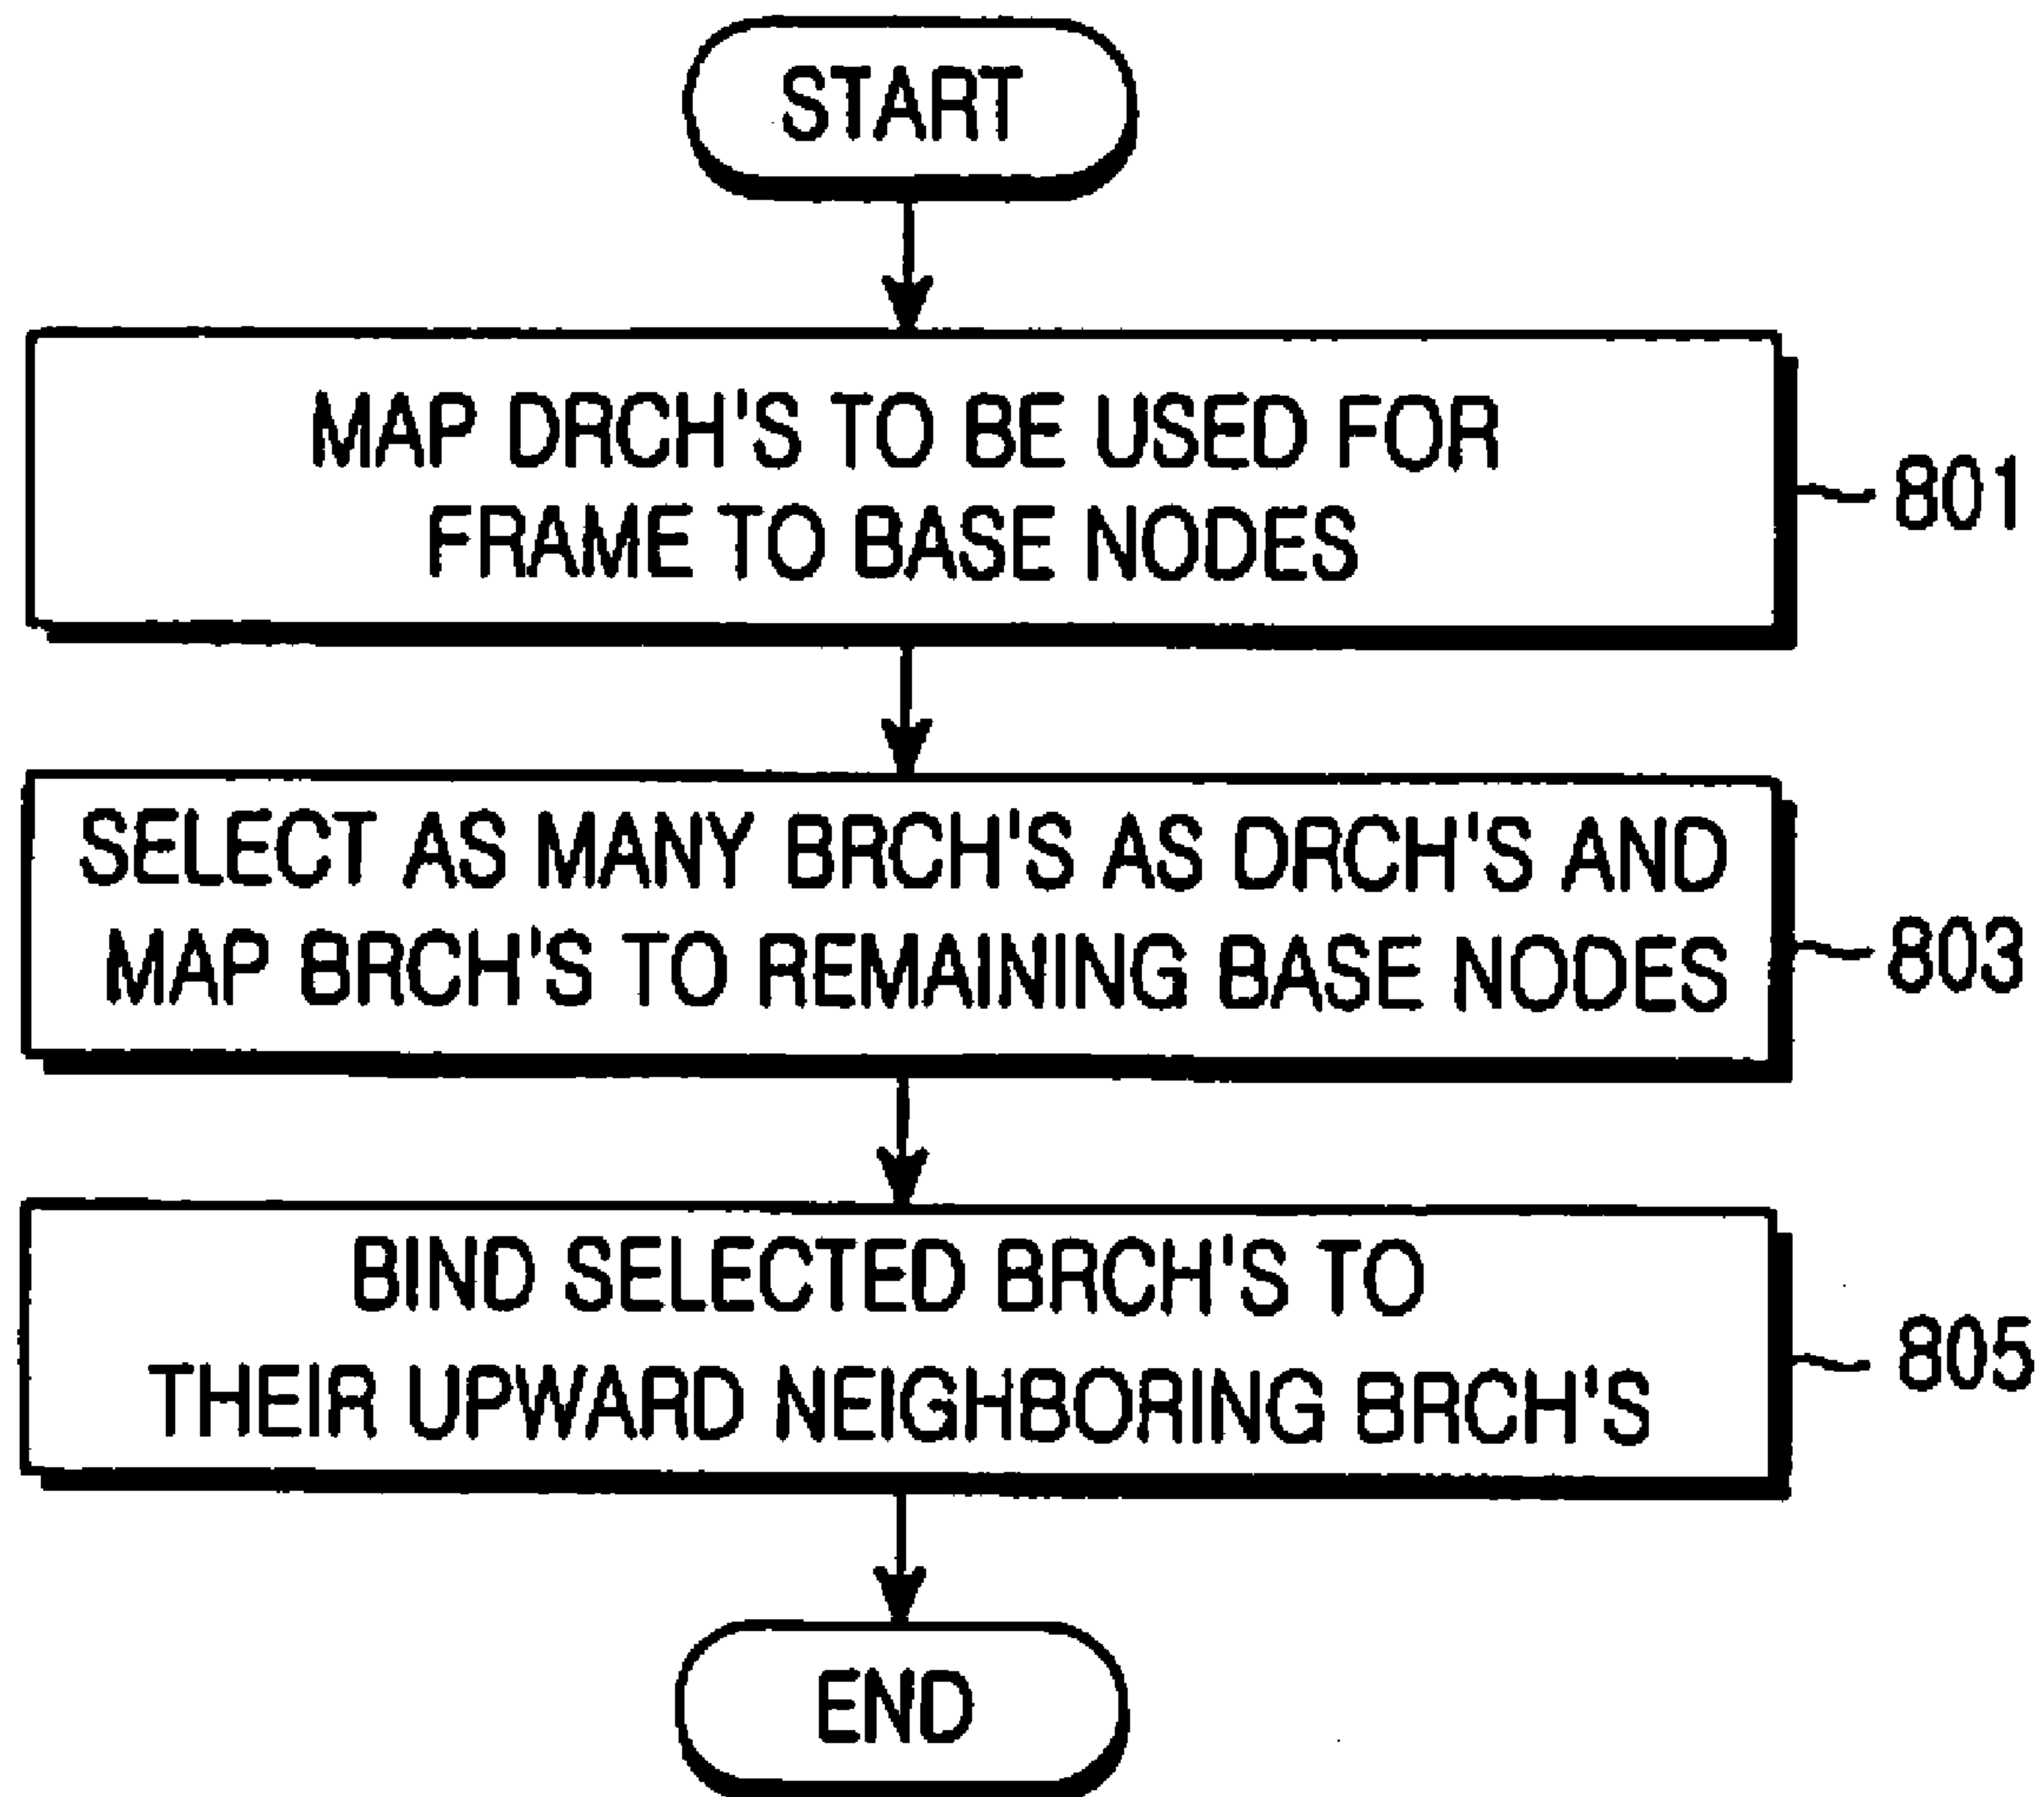 START
MAP DRCH'S TO BE USED FOR
FRAME TO BASE NODES
801
SELECT AS MANY BRCH'S AS DRCH'S AND
MAP BRCH'S TO REMAINING BASE NODES
803
BIND SELECTED BRCH'S TO
THEIR UPWARD NEIGHBORING BRCH'S
805
END